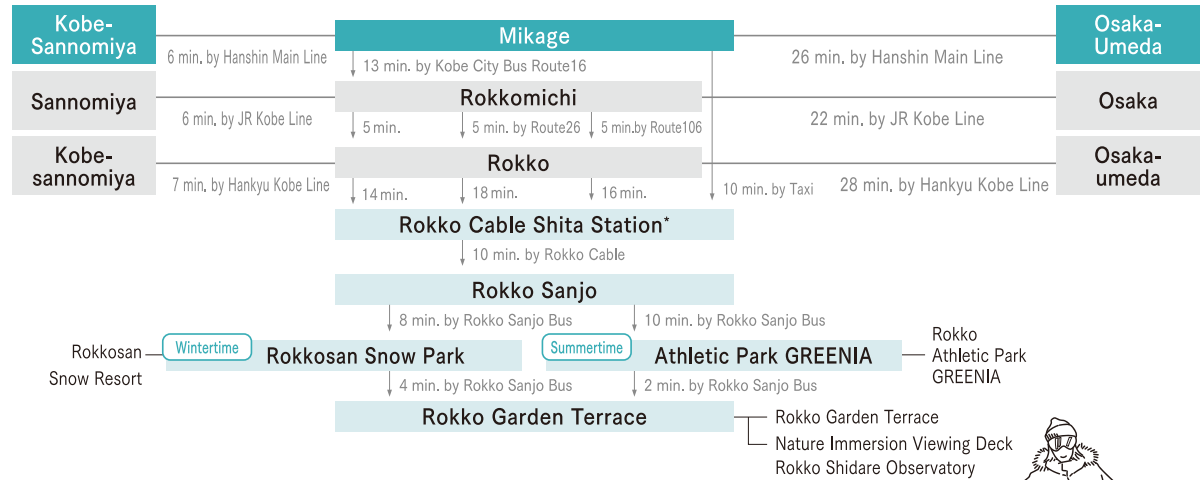 Kobe-
Sannomiya
6 min. by Hanshin Main Line
Mikage
26 min. by Hanshin Main Line
Osaka-
Umeda
13 min. by Kobe City Bus Route16
Sannomiya
6 min. by JR Kobe Line
Rokkomichi
22 min. by JR Kobe Line
Osaka
5 min.
5 min. by Route26
5 min.by Route106
Kobe-
sannomiya
7 min. by Hankyu Kobe Line
Rokko
28 min. by Hankyu Kobe Line
Osaka-
umeda
14 min.
18 min.
16 min.
10 min. by Taxi
Rokko Cable Shita Station*
10 min. by Rokko Cable
Rokko Sanjo
8 min. by Rokko Sanjo Bus
10 min. by Rokko Sanjo Bus
Rokkosan
Snow Resort
Wintertime
Rokkosan Snow Park
Summertime
Athletic Park GREENIA
Rokko
Athletic Park
GREENIA
4 min. by Rokko Sanjo Bus
2 min. by Rokko Sanjo Bus
Rokko Garden Terrace
Rokko Garden Terrace
Nature Immersion Viewing Deck
Rokko Shidare Observatory